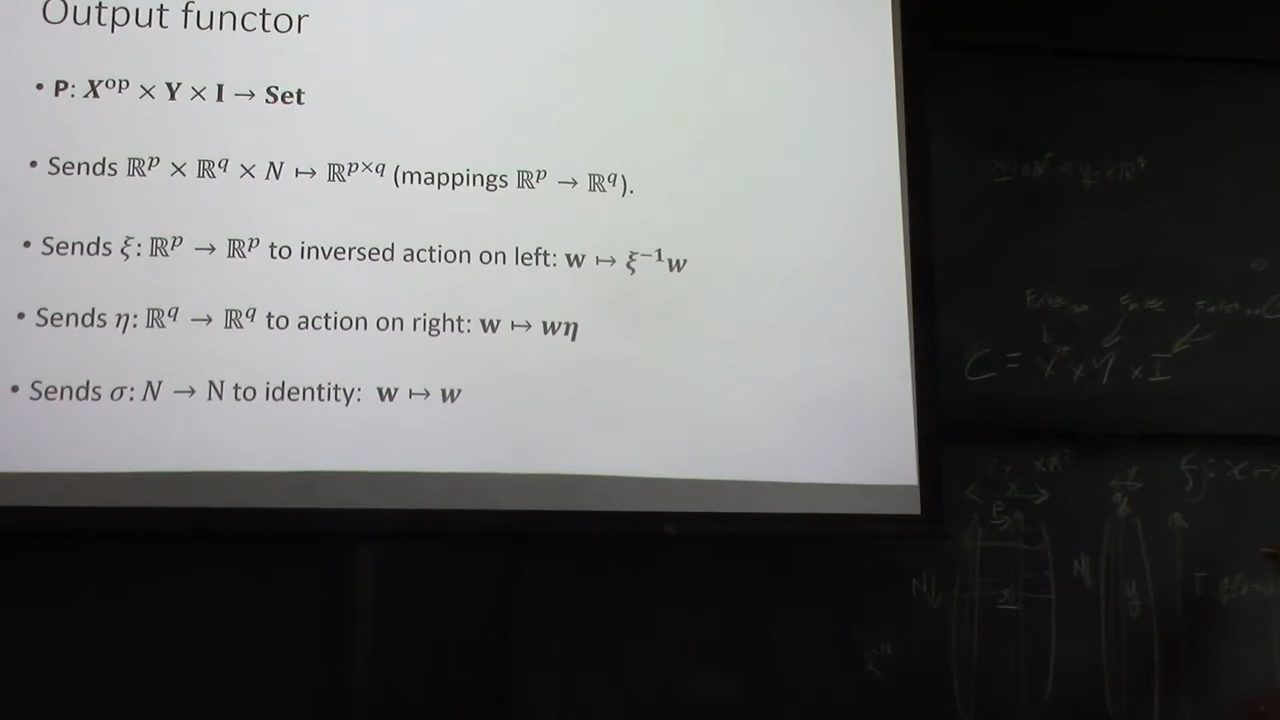 Output functor
• P: X^op × Y × I → Set
• Sends ℝ^p × ℝ^q × N ↦ ℝ^{p×q} (mappings ℝ^p → ℝ^q).
• Sends ξ: ℝ^p → ℝ^p to inversed action on left: w ↦ ξ^{-1}w
• Sends η: ℝ^q → ℝ^q to action on right: w ↦ wη
• Sends σ: N → N to identity: w ↦ w
C = X × Y × I